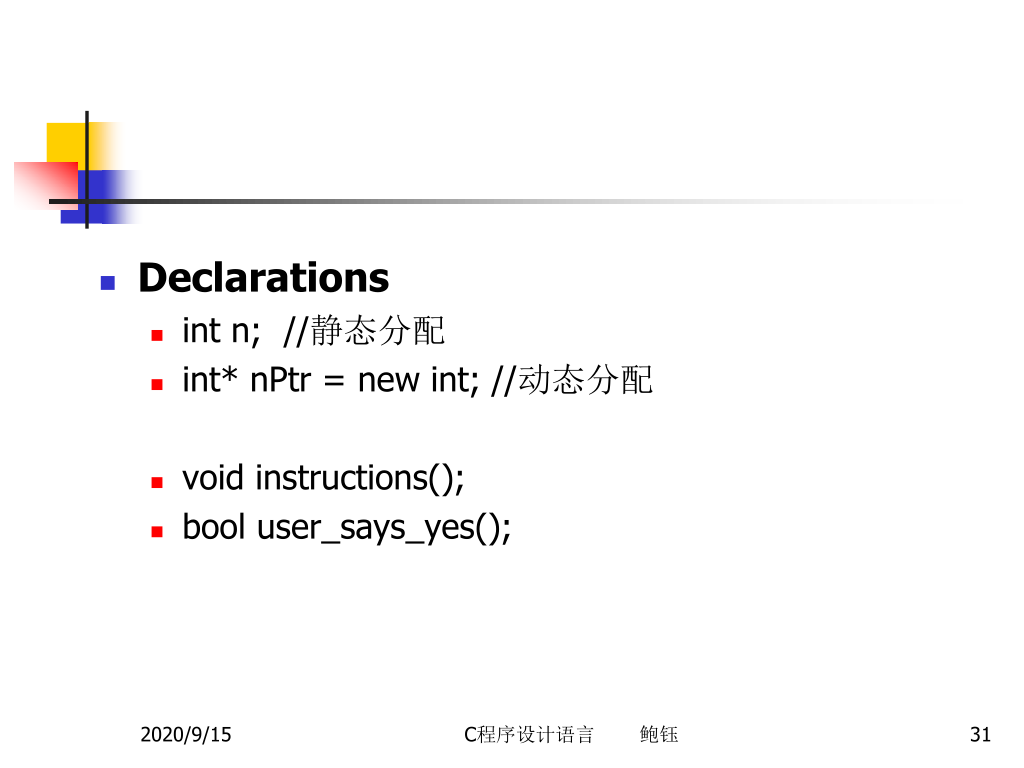 Declarations
int n;  //静态分配
int* nPtr = new int; //动态分配
void instructions();
bool user_says_yes();
2020/9/15
C程序设计语言 鲍钰
31